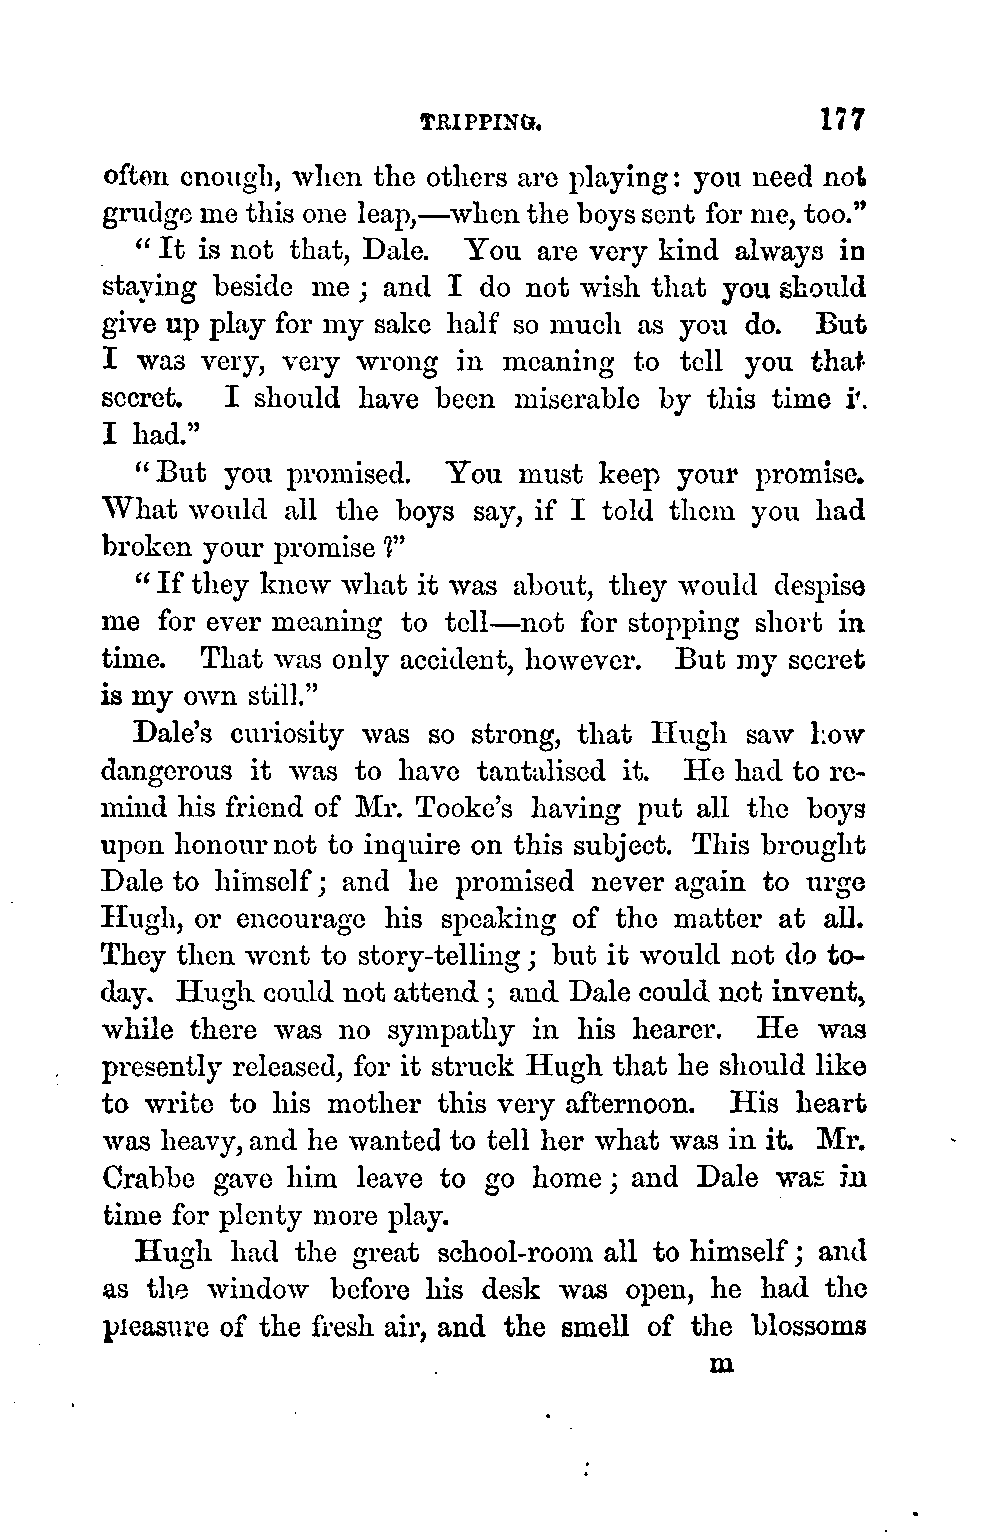 TRIPPING. 177
often enough, when the others are playing: you need not
grudge me this one leap,—when the boys sent for me, too.”
“It is not that, Dale. You are very kind always in
staying beside me; and I do not wish that you should
give up play for my sake half so much as you do. But
I was very, very wrong in meaning to tell you that
secret. I should have been miserable by this time if
I had.”
“But you promised. You must keep your promise.
What would all the boys say, if I told them you had
broken your promise?”
“If they knew what it was about, they would despise
me for ever meaning to tell—not for stopping short in
time. That was only accident, however. But my secret
is my own still.”
Dale’s curiosity was so strong, that Hugh saw how
dangerous it was to have tantalised it. He had to re-
mind his friend of Mr. Tooke’s having put all the boys
upon honour not to inquire on this subject. This brought
Dale to himself; and he promised never again to urge
Hugh, or encourage his speaking of the matter at all.
They then went to story-telling; but it would not do to-
day. Hugh could not attend; and Dale could not invent,
while there was no sympathy in his hearer. He was
presently released, for it struck Hugh that he should like
to write to his mother this very afternoon. His heart
was heavy, and he wanted to tell her what was in it. Mr.
Crabbe gave him leave to go home; and Dale was in
time for plenty more play.
Hugh had the great school-room all to himself; and
as the window before his desk was open, he had the
pleasure of the fresh air, and the smell of the blossoms
m